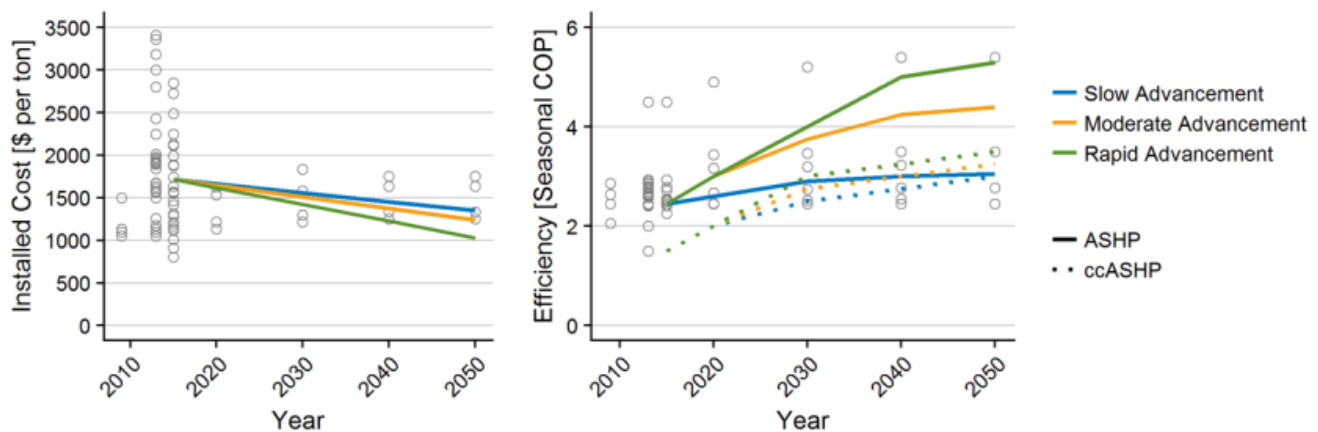 3500
3000
2500
2000
1500
1000
500
0
Installed Cost [$ per ton]
2010
2020
2030
2040
2050
Year
6
4
2
0
Efficiency [Seasonal COP]
2010
2020
2030
2040
2050
Year
Slow Advancement
Moderate Advancement
Rapid Advancement
ASHP
ccASHP